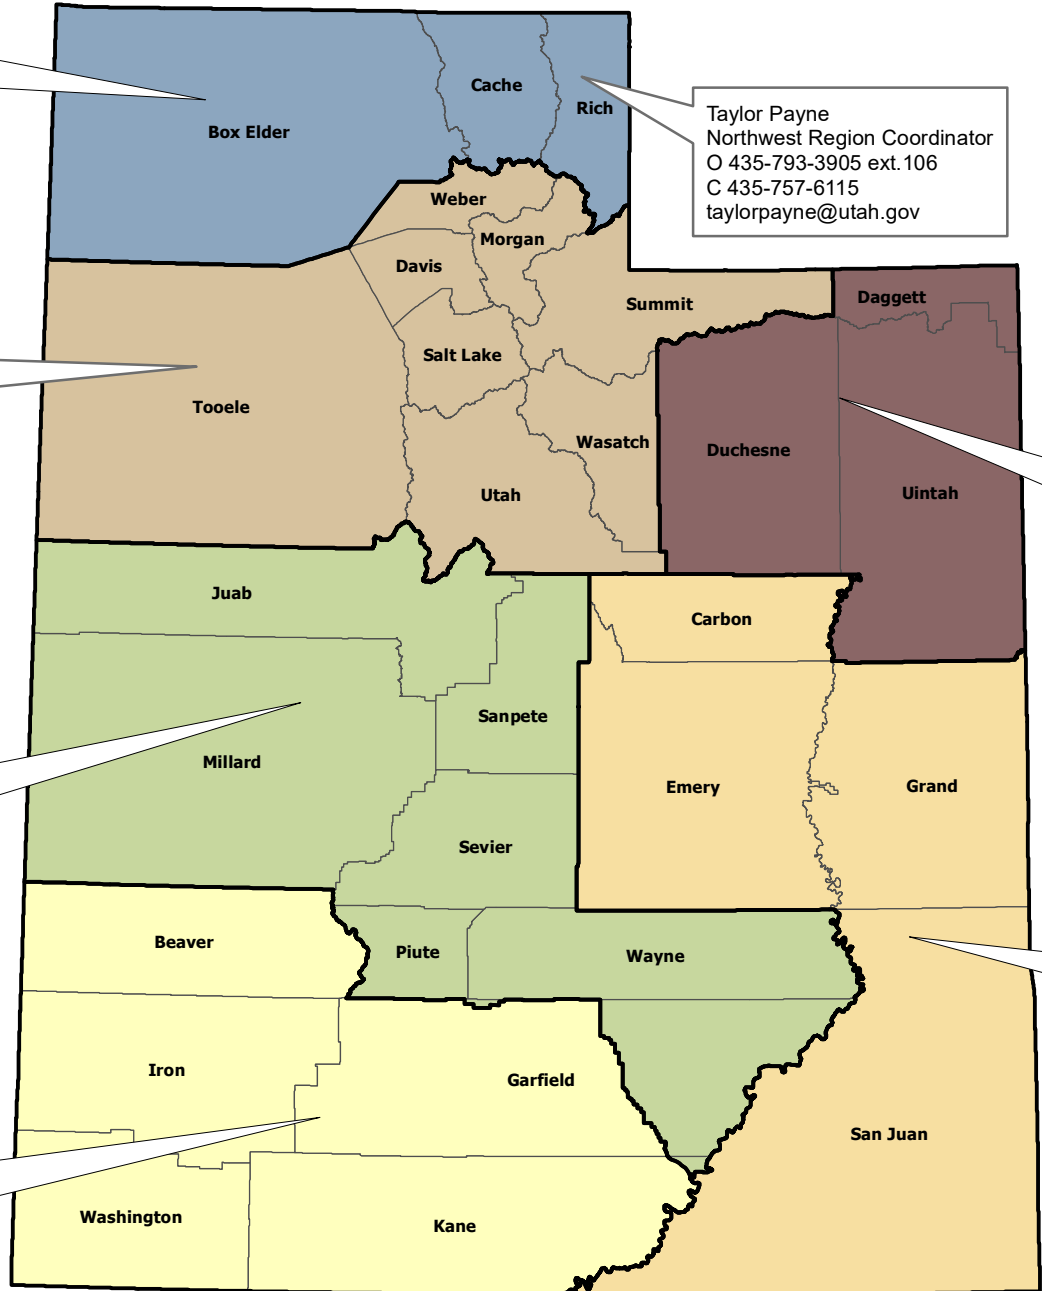 Cache
Rich
Box Elder
Taylor Payne
Northwest Region Coordinator
O 435-793-3905 ext.106
C 435-757-6115
taylorpayne@utah.gov
Weber
Morgan
Davis
Summit
Daggett
Salt Lake
Tooele
Wasatch
Duchesne
Uintah
Utah
Juab
Carbon
Sanpete
Millard
Emery
Grand
Sevier
Beaver
Piute
Wayne
Iron
Garfield
San Juan
Washington
Kane